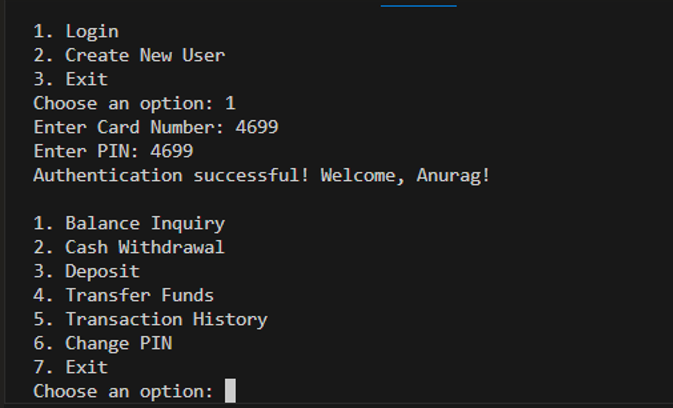 1. Login
2. Create New User
3. Exit
Choose an option: 1
Enter Card Number: 4699
Enter PIN: 4699
Authentication successful! Welcome, Anurag!
1. Balance Inquiry
2. Cash Withdrawal
3. Deposit
4. Transfer Funds
5. Transaction History
6. Change PIN
7. Exit
Choose an option: